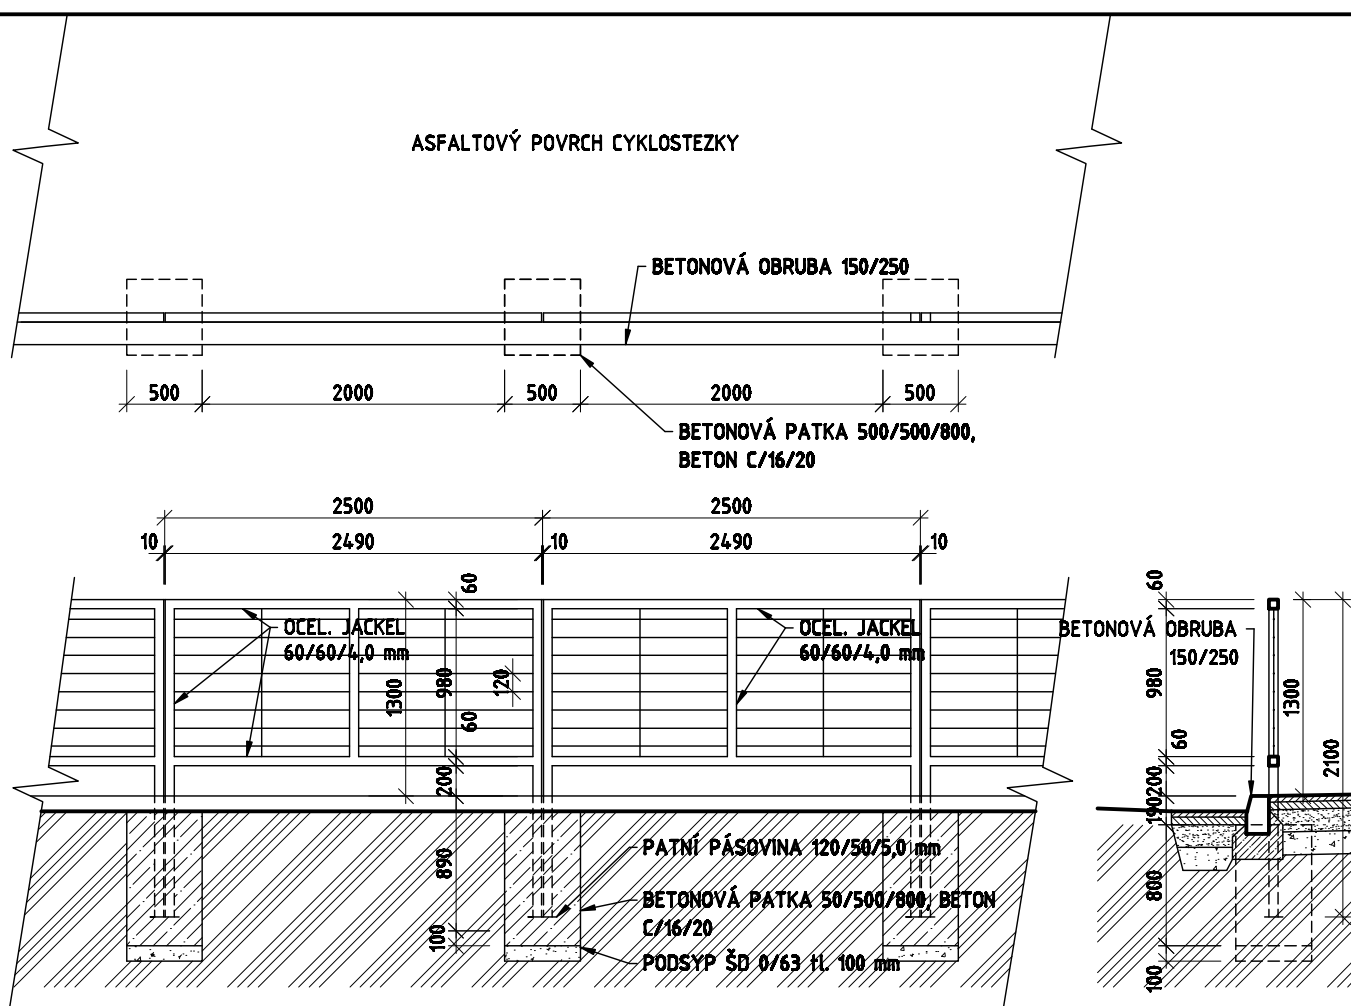 ASFALTOVÝ POVRCH CYKLOSTEZKY
BETONOVÁ OBRUBA 150/250
500
2000
500
2000
500
BETONOVÁ PATKA 500/500/800,
BETON C/16/20
2500
2500
10
2490
10
2490
10
60
OCEL. JACKEL
60/60/4,0 mm
1300
980
60
120
200
OCEL. JACKEL
60/60/4,0 mm
890
100
PATNÍ PÁSOVINA 120/50/5,0 mm
BETONOVÁ PATKA 50/500/800, BETON
C/16/20
PODSYP ŠD 0/63 tl. 100 mm
60
BETONOVÁ OBRUBA
150/250
980
1300
60
2100
200
190
800
100